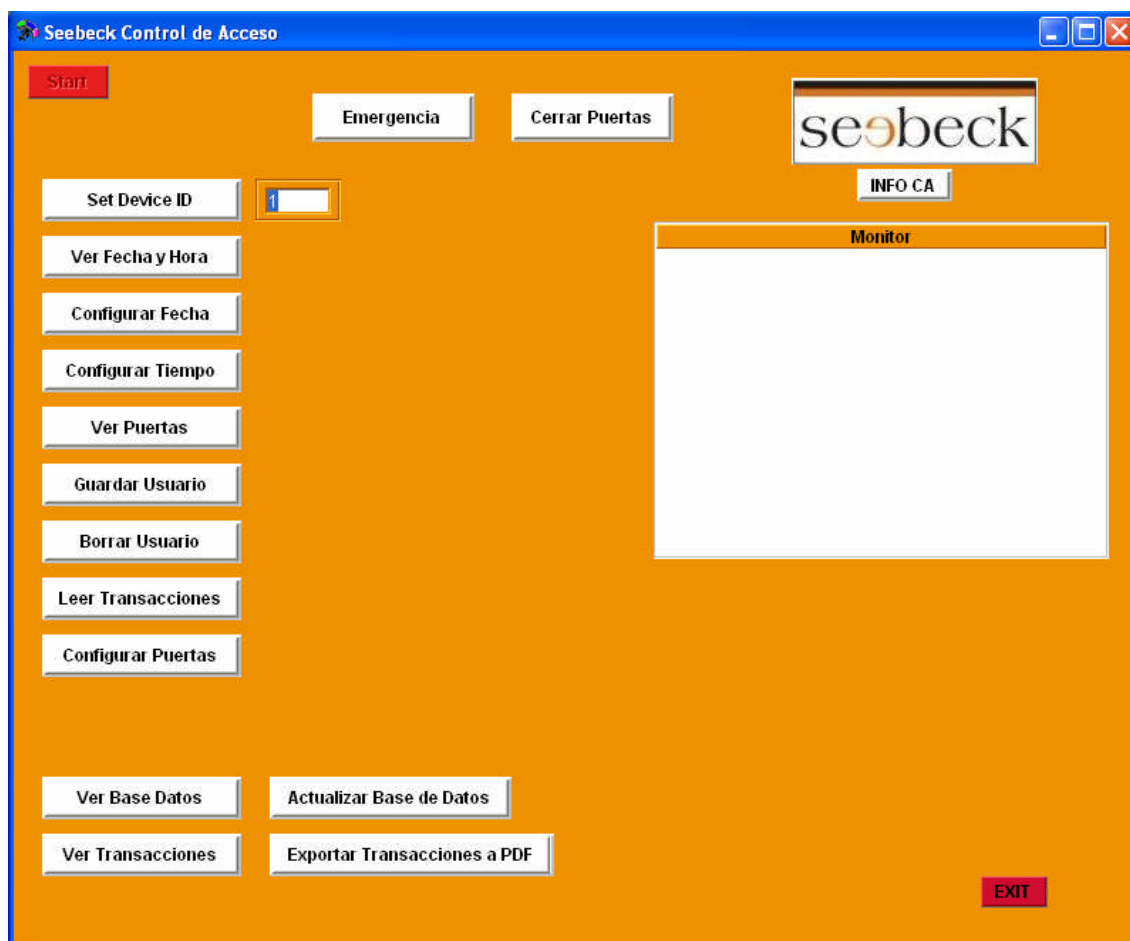 Seebeck Control de Acceso
Start
Emergencia
Cerrar Puertas
seebeck
INFO CA
Set Device ID
1
Monitor
Ver Fecha y Hora
Configurar Fecha
Configurar Tiempo
Ver Puertas
Guardar Usuario
Borrar Usuario
Leer Transacciones
Configurar Puertas
Ver Base Datos
Actualizar Base de Datos
Ver Transacciones
Exportar Transacciones a PDF
EXIT